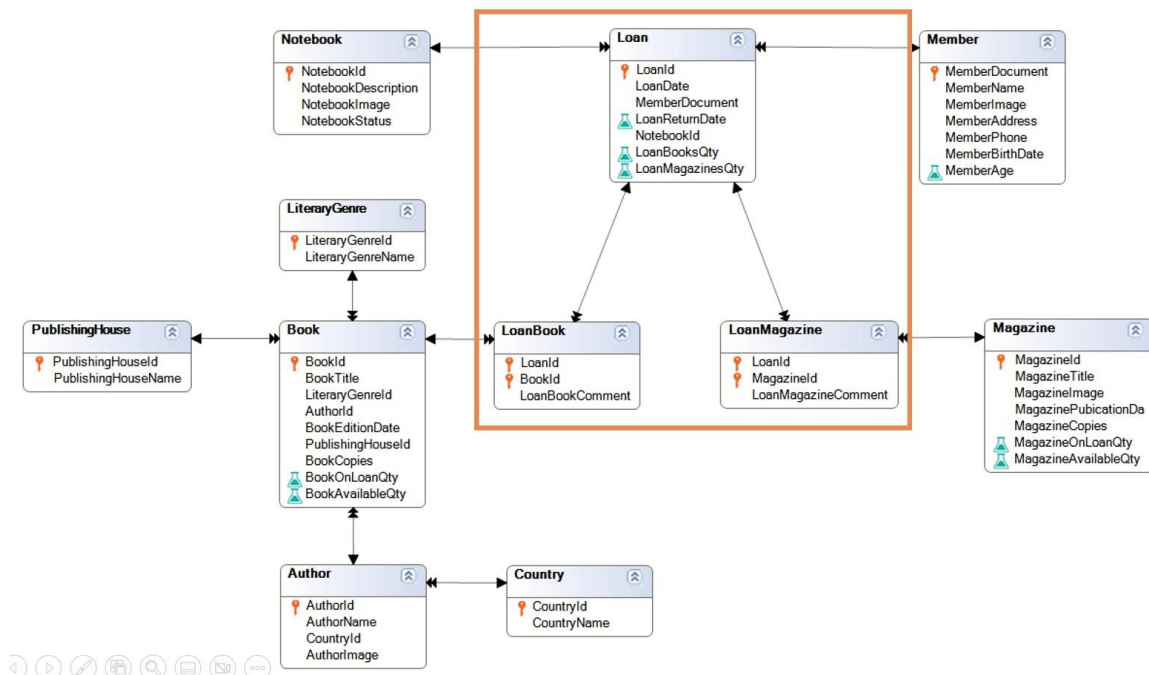 Notebook
NotebookId
NotebookDescription
NotebookImage
NotebookStatus
Loan
LoanId
LoanDate
MemberDocument
LoanReturnDate
NotebookId
LoanBooksQty
LoanMagazinesQty
Member
MemberDocument
MemberName
MemberImage
MemberAddress
MemberPhone
MemberBirthDate
MemberAge
LiteraryGenre
LiteraryGenreId
LiteraryGenreName
PublishingHouse
PublishingHouseId
PublishingHouseName
Book
BookId
BookTitle
LiteraryGenreId
AuthorId
BookEditionDate
PublishingHouseId
BookCopies
BookOnLoanQty
BookAvailableQty
LoanBook
LoanId
BookId
LoanBookComment
LoanMagazine
LoanId
MagazineId
LoanMagazineComment
Magazine
MagazineId
MagazineTitle
MagazineImage
MagazinePubicationDa
MagazineCopies
MagazineOnLoanQty
MagazineAvailableQty
Author
AuthorId
AuthorName
CountryId
AuthorImage
Country
CountryId
CountryName